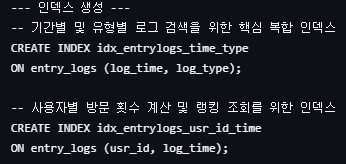 --- 인덱스 생성 ---
-- 기간별 및 유형별 로그 검색을 위한 핵심 복합 인덱스
CREATE INDEX idx_entrylogs_time_type
ON entry_logs (log_time, log_type);
-- 사용자별 방문 횟수 계산 및 랭킹 조회를 위한 인덱스
CREATE INDEX idx_entrylogs_usr_id_time
ON entry_logs (usr_id, log_time);